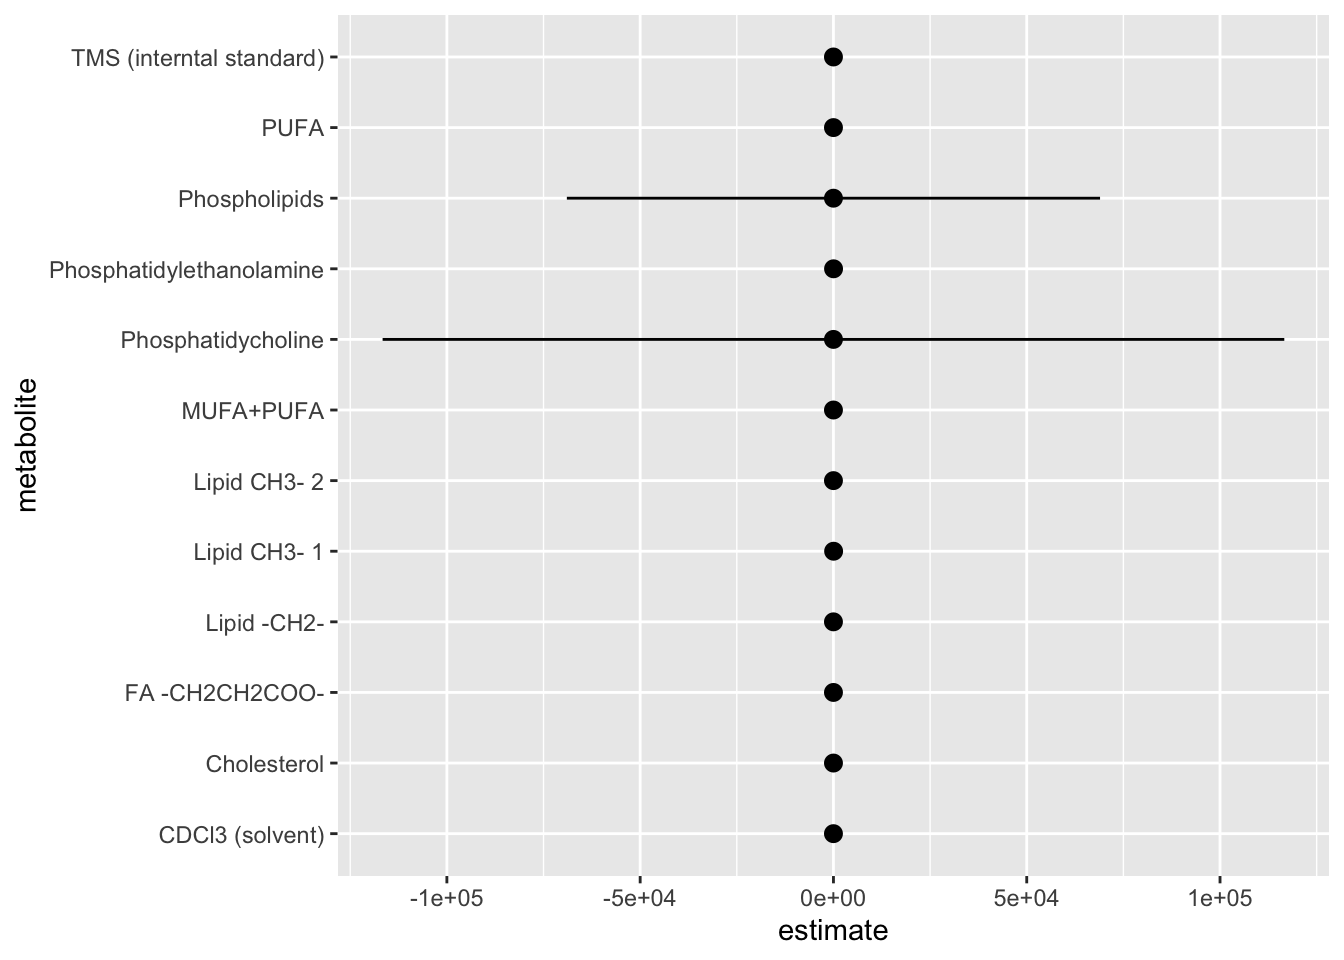 TMS (interntal standard)
PUFA
Phospholipids
Phosphatidylethanolamine
Phosphatidycholine
MUFA+PUFA
Lipid CH3- 2
Lipid CH3- 1
Lipid -CH2-
FA -CH2CH2COO-
Cholesterol
CDCl3 (solvent)
metabolite
-1e+05 -5e+04 0e+00 5e+04 1e+05
estimate